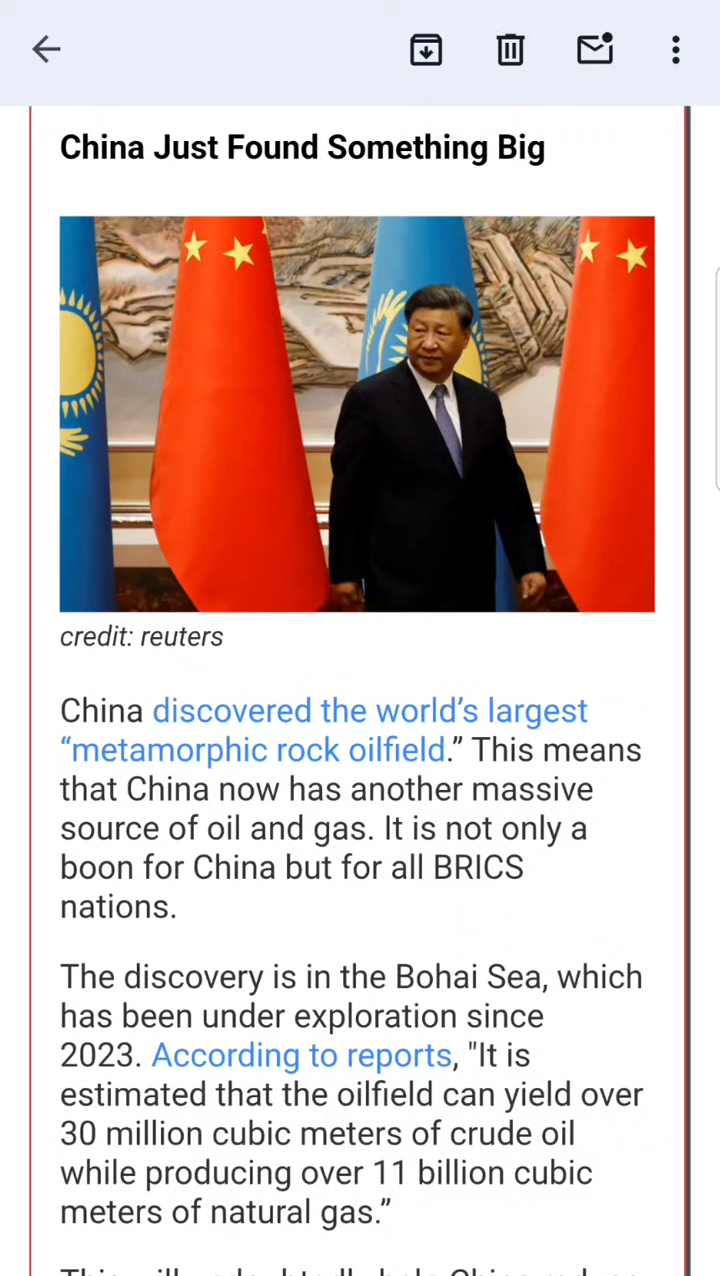 China Just Found Something Big
credit: reuters
China discovered the world’s largest
“metamorphic rock oilfield.” This means
that China now has another massive
source of oil and gas. It is not only a
boon for China but for all BRICS
nations.
The discovery is in the Bohai Sea, which
has been under exploration since
2023. According to reports, "It is
estimated that the oilfield can yield over
30 million cubic meters of crude oil
while producing over 11 billion cubic
meters of natural gas.”